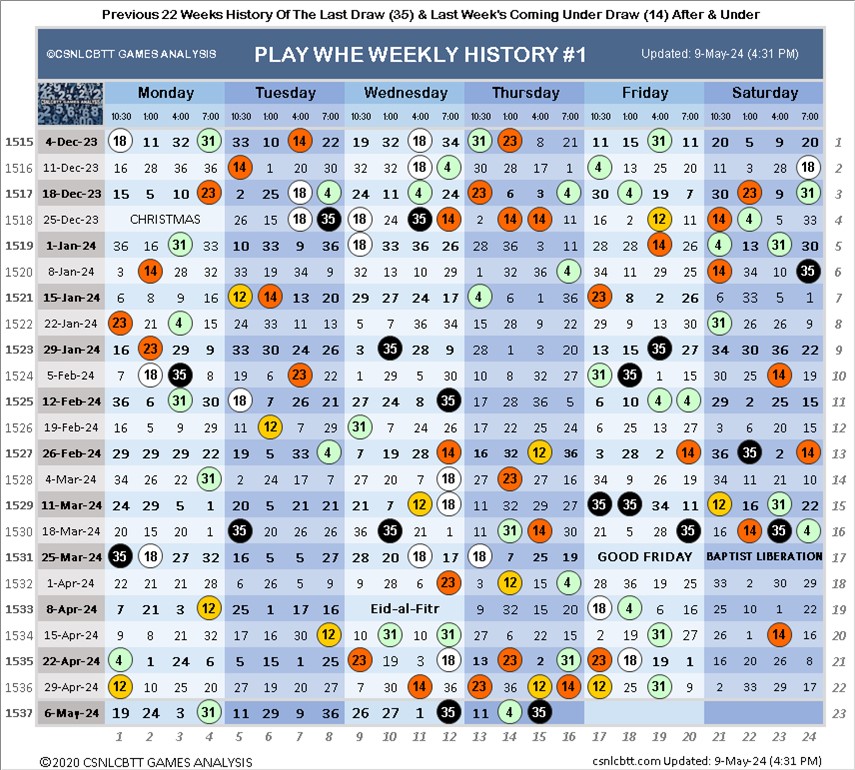 Previous 22 Weeks History Of The Last Draw (35) & Last Week's Coming Under Draw (14) After & Under
©CSNLCBTT GAMES ANALYSIS PLAY WHE WEEKLY HISTORY #1 Updated: 9-May-24 (4:31 PM)
CSNLCBTT GAMES ANALYSIS Monday Tuesday Wednesday Thursday Friday Saturday
10:30 1:00 4:00 7:00 10:30 1:00 4:00 7:00 10:30 1:00 4:00 7:00 10:30 1:00 4:00 7:00 10:30 1:00 4:00 7:00 10:30 1:00 4:00 7:00
1515 4-Dec-23 18 11 32 31 33 10 14 22 19 32 18 34 31 23 8 21 11 15 31 11 20 5 9 20 1
1516 11-Dec-23 16 28 36 36 14 1 20 30 32 32 18 4 30 28 17 1 4 13 25 30 11 3 28 18 2
1517 18-Dec-23 15 5 10 23 2 25 18 4 24 11 4 24 23 6 3 4 30 4 19 7 30 23 9 31 3
1518 25-Dec-23 CHRISTMAS 26 15 18 35 18 24 35 14 2 14 14 11 16 2 12 11 14 4 5 33 4
1519 1-Jan-24 36 16 31 33 10 33 9 36 18 33 36 26 28 36 3 11 28 28 14 26 4 13 31 30 5
1520 8-Jan-24 3 14 28 32 33 19 34 9 32 13 10 29 1 32 36 4 34 11 29 25 14 34 10 35 6
1521 15-Jan-24 6 8 9 16 12 14 13 20 29 27 24 17 4 6 1 36 23 8 2 26 6 33 5 1 7
1522 22-Jan-24 23 21 4 15 24 33 11 13 5 7 36 34 15 28 9 22 29 9 13 30 31 26 26 9 8
1523 29-Jan-24 16 23 29 9 33 30 24 26 9 35 28 9 28 1 3 20 13 15 35 27 34 30 36 22 9
1524 5-Feb-24 7 18 35 8 19 6 23 22 1 29 5 30 10 8 32 27 31 35 1 15 30 25 14 19 10
1525 12-Feb-24 36 6 31 30 18 7 26 21 27 24 8 35 17 28 36 5 6 10 4 4 29 2 25 15 11
1526 19-Feb-24 16 5 9 29 11 12 7 27 31 7 26 24 17 22 25 24 6 25 13 27 3 6 20 15 12
1527 26-Feb-24 29 29 29 22 19 5 33 4 7 19 28 14 16 32 12 36 3 28 2 14 36 35 2 14 13
1528 4-Mar-24 34 26 22 31 2 24 17 7 27 20 7 18 28 23 27 16 34 9 26 19 34 11 21 10 14
1529 11-Mar-24 24 29 5 1 20 5 21 21 21 7 12 18 11 32 29 27 35 35 34 11 12 16 31 22 15
1530 18-Mar-24 20 15 20 1 35 20 26 26 36 35 21 1 11 31 14 30 21 5 28 35 16 14 35 4 16
1531 25-Mar-24 35 18 27 32 16 5 5 27 28 20 18 17 18 7 25 19 GOOD FRIDAY BAPTIST LIBERATION 17
1532 1-Apr-24 22 21 21 28 6 26 5 9 9 28 6 23 3 12 15 4 28 36 19 25 33 2 30 29 18
1533 8-Apr-24 7 21 3 12 25 1 17 16 Eid-al-Fitr 9 32 15 20 18 4 6 16 25 10 1 22 19
1534 15-Apr-24 9 8 21 32 17 16 30 12 10 31 10 31 27 6 22 15 2 19 31 27 26 23 14 16 20
1535 22-Apr-24 4 1 24 6 5 15 1 25 23 19 3 18 13 23 2 31 23 18 19 1 16 20 26 8 21
1536 29-Apr-24 12 10 25 20 27 19 20 27 7 30 14 36 23 36 12 14 12 25 31 9 2 33 29 17 22
1537 6-May-24 19 24 3 31 11 29 9 36 26 27 1 35 11 4 35 23
1 2 3 4 5 6 7 8 9 10 11 12 13 14 15 16 17 18 19 20 21 22 23 24
©2020 CSNLCBTT GAMES ANALYSIS csnlcbtt.com Updated: 9-May-24 (4:31 PM)